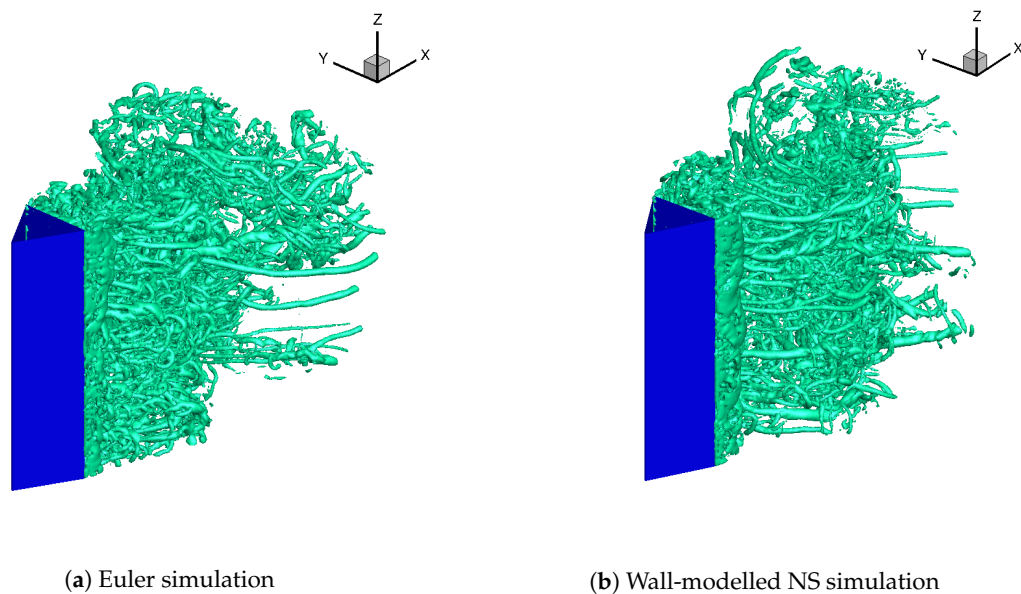 Z
Y
X
Z
Y
X
(a) Euler simulation
(b) Wall-modelled NS simulation